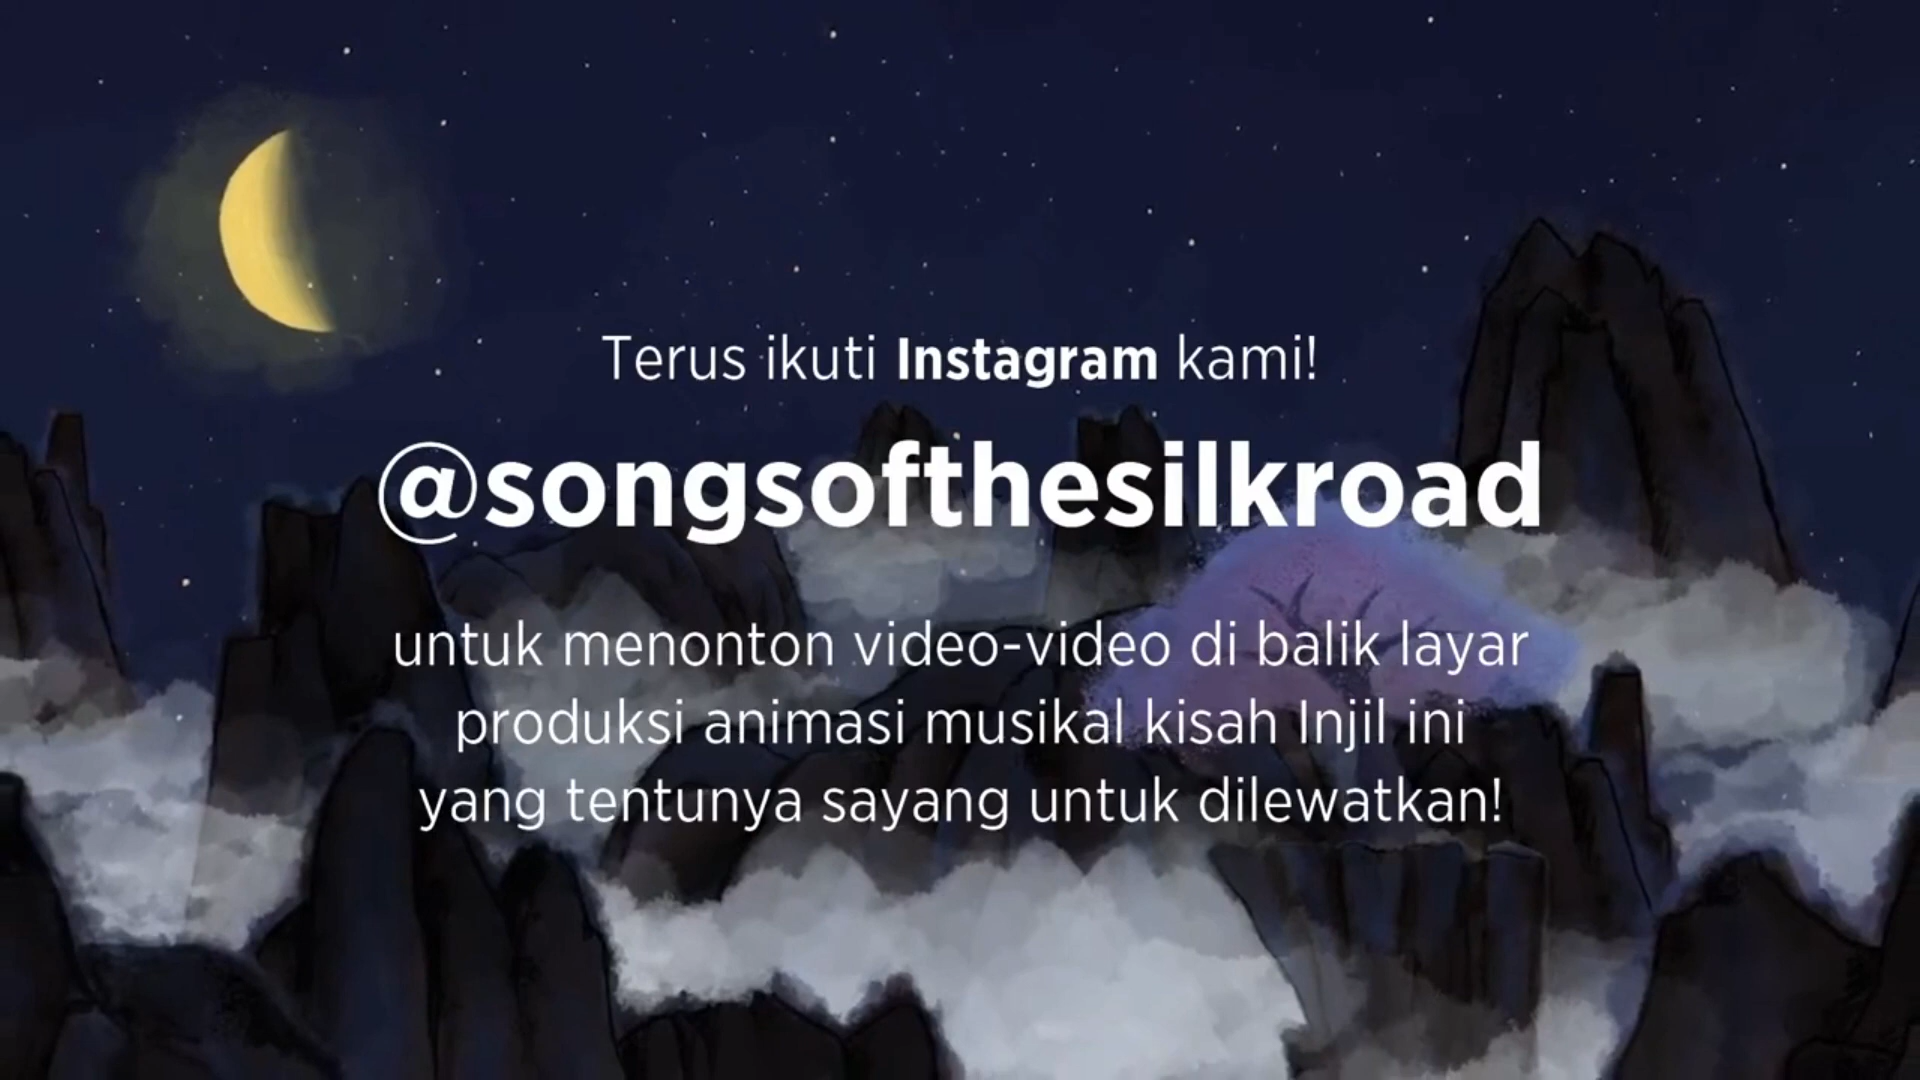 Terus ikuti Instagram kami!
@songsofthesilkroad
untuk menonton video-video di balik layar
produksi animasi musikal kisah Injil ini
yang tentunya sayang untuk dilewatkan!